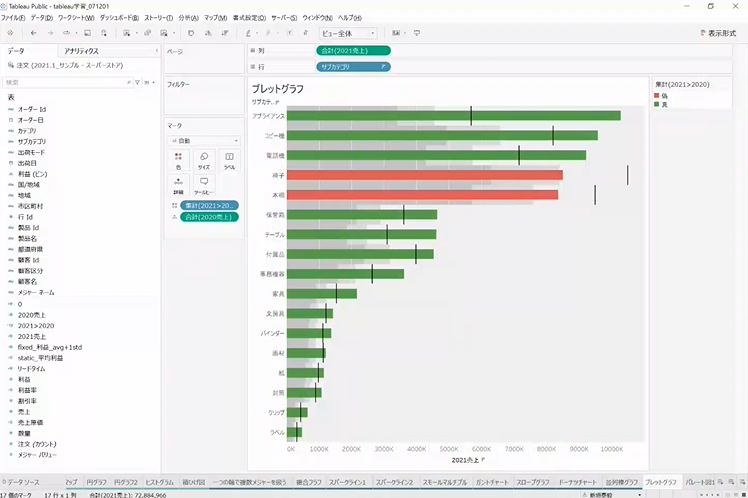 Tableau Public - tableau学習_071201
ファイル(F) データ(D) ワークシート(W) ダッシュボード(B) ストーリー(T) 分析(A) マップ(M) 書式設定(O) サーバー(S) ウィンドウ(N) ヘルプ(H)
ビュー全体
表示形式
データ アナリティクス
注文 (2021.1_サンプル - スーパーストア)
検索
表
オーダー Id
オーダー日
カテゴリ
サブカテゴリ
出荷モード
出荷日
利益 (ビン)
国/地域
地域
市区町村
行 Id
製品 Id
製品名
都道府県
顧客 Id
顧客区分
顧客名
メジャー ネーム
0
2020売上
2021>2020
2021売上
fixed_利益_avg+1std
static_平均利益
リードタイム
利益
利益率
割引率
売上
売上原価
数量
注文 (カウント)
メジャー バリュー
ページ
フィルター
マーク
自動
色
サイズ
ラベル
詳細
ツールヒ...
集計(2021>20...
合計(2020売上)
列
合計(2021売上)
行
サブカテゴリ
ブレットグラフ
サブカテ...
アプライアンス
コピー機
電話機
椅子
本棚
保管箱
テーブル
付属品
事務機器
家具
文房具
バインダー
画材
紙
封筒
クリップ
ラベル
0K 1000K 2000K 3000K 4000K 5000K 6000K 7000K 8000K 9000K 10000K
2021売上
集計(2021>2020)
偽
真
データ ソース
マップ
円グラフ
円グラフ2
ヒストグラム
箱ひげ図
一つの軸で複数メジャーを扱う
複合グラフ
スパークライン1
スパークライン2
スモールマルチプル
ガントチャート
スロープグラフ
ドーナツチャート
並列棒グラフ
ブレットグラフ
パレート図1
17 個のマーク
17 行 x 1 列
合計(2021売上): 72,884,966